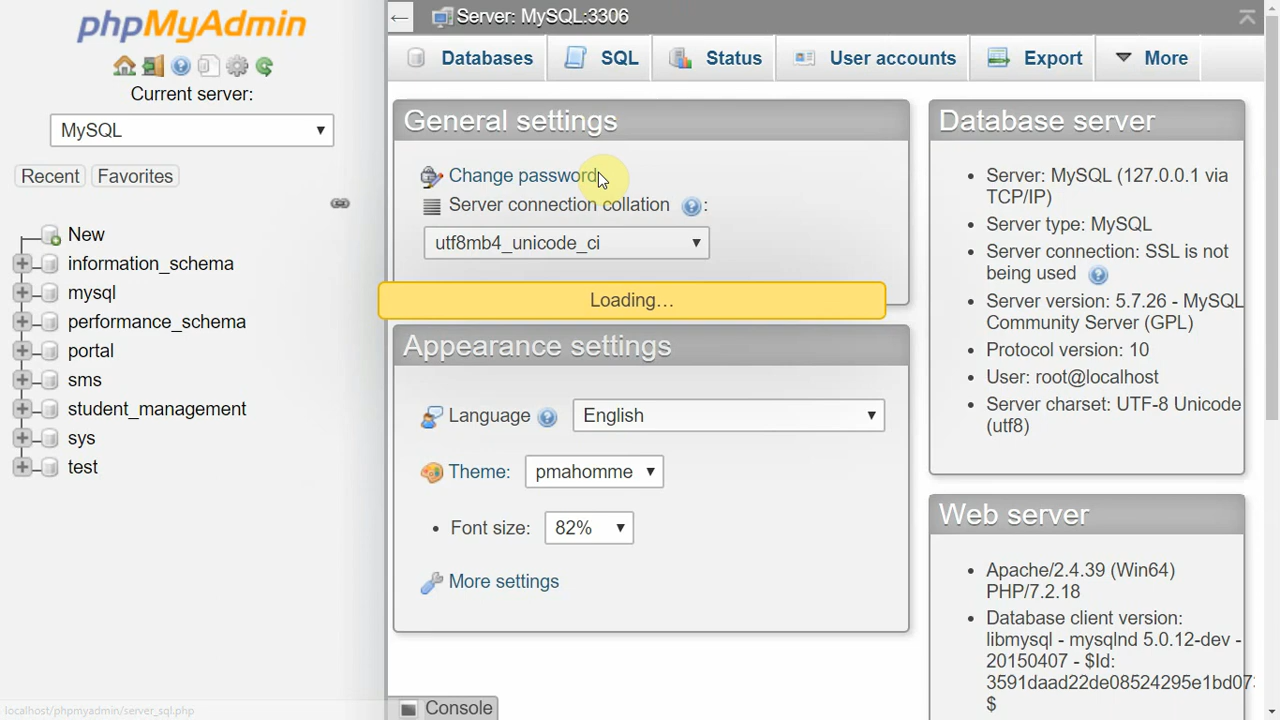 phpMyAdmin
Current server:
MySQL
Recent
Favorites
New
information_schema
mysql
performance_schema
portal
sms
student_management
sys
test
localhost/phpmyadmin/server_sql.php
Server: MySQL:3306
Databases
SQL
Status
User accounts
Export
More
General settings
Change password
Server connection collation :
utf8mb4_unicode_ci
Loading…
Appearance settings
Language
English
Theme:
pmahomme
Font size:
82%
More settings
Console
Database server
Server: MySQL (127.0.0.1 via
TCP/IP)
Server type: MySQL
Server connection: SSL is not
being used
Server version: 5.7.26 - MySQL
Community Server (GPL)
Protocol version: 10
User: root@localhost
Server charset: UTF-8 Unicode
(utf8)
Web server
Apache/2.4.39 (Win64)
PHP/7.2.18
Database client version:
libmysql - mysqlnd 5.0.12-dev -
20150407 - $Id:
3591daad22de08524295e1bd07
$